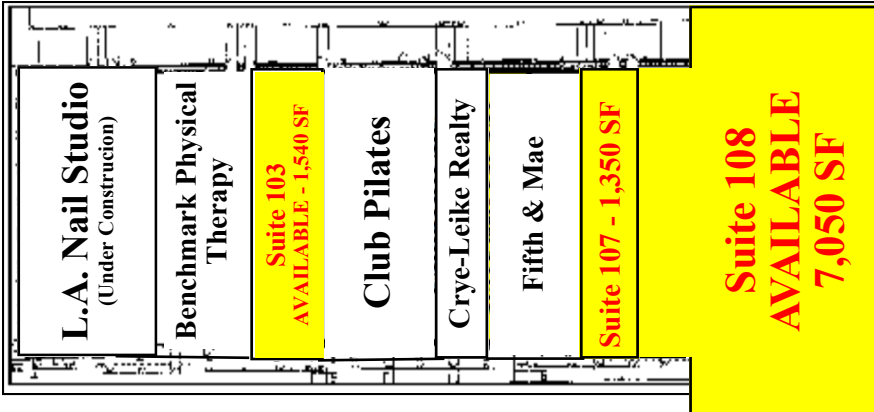 L.A. Nail Studio
(Under Construcion)
Benchmark Physical
Therapy
Suite 103
AVAILABLE - 1,540 SF
Club Pilates
Crye-Leike Realty
Fifth & Mae
Suite 107 - 1,350 SF
Suite 108
AVAILABLE
7,050 SF